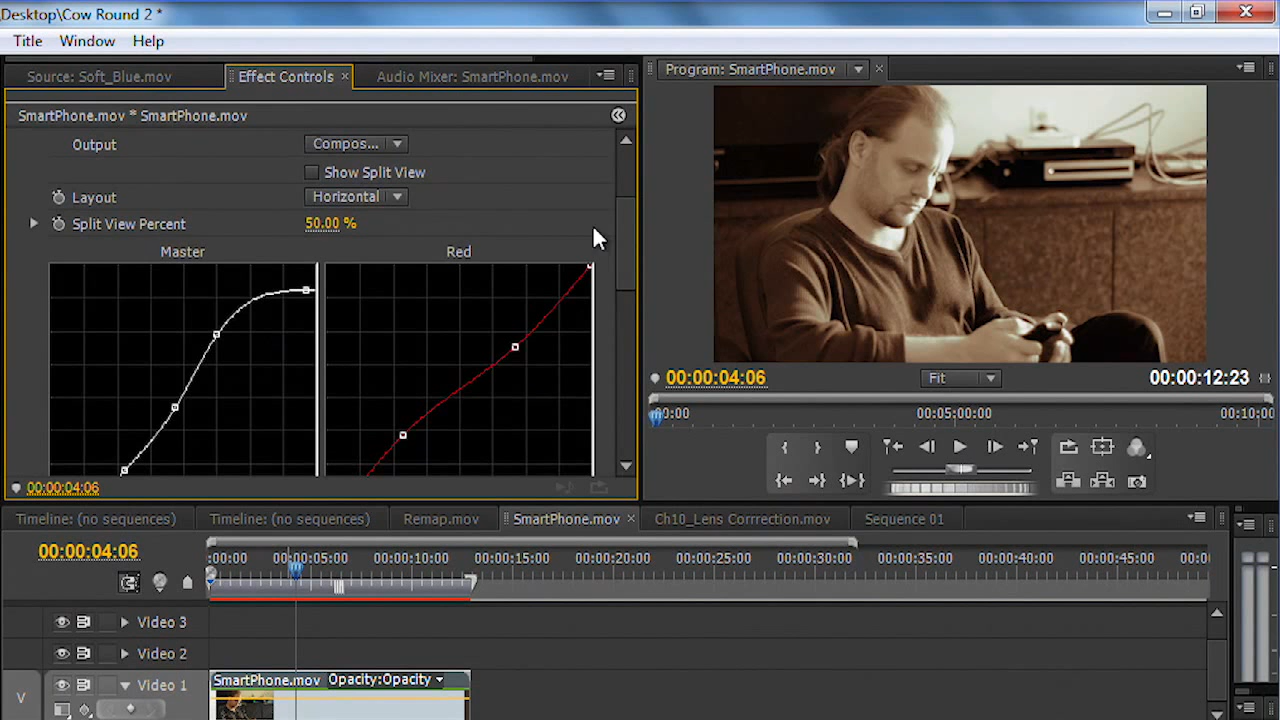 Desktop\Cow Round 2 *
Title Window Help
Source: Soft_Blue.mov Effect Controls × Audio Mixer: SmartPhone.mov
Program: SmartPhone.mov
SmartPhone.mov * SmartPhone.mov
Output Compos...
Show Split View
Layout Horizontal
Split View Percent 50.00 %
Master Red
00:00:04:06 Fit 00:00:12:23
00:00 00:05:00:00 00:10:00
00:00:04:06
Timeline: (no sequences) Timeline: (no sequences) Remap.mov SmartPhone.mov × Ch10_Lens Corrrection.mov Sequence 01
00:00:04:06
:00:00 00:00:05:00 00:00:10:00 00:00:15:00 00:00:20:00 00:00:25:00 00:00:30:00 00:00:35:00 00:00:40:00 00:00:45:00 00:0
Video 3
Video 2
V Video 1 SmartPhone.mov Opacity:Opacity